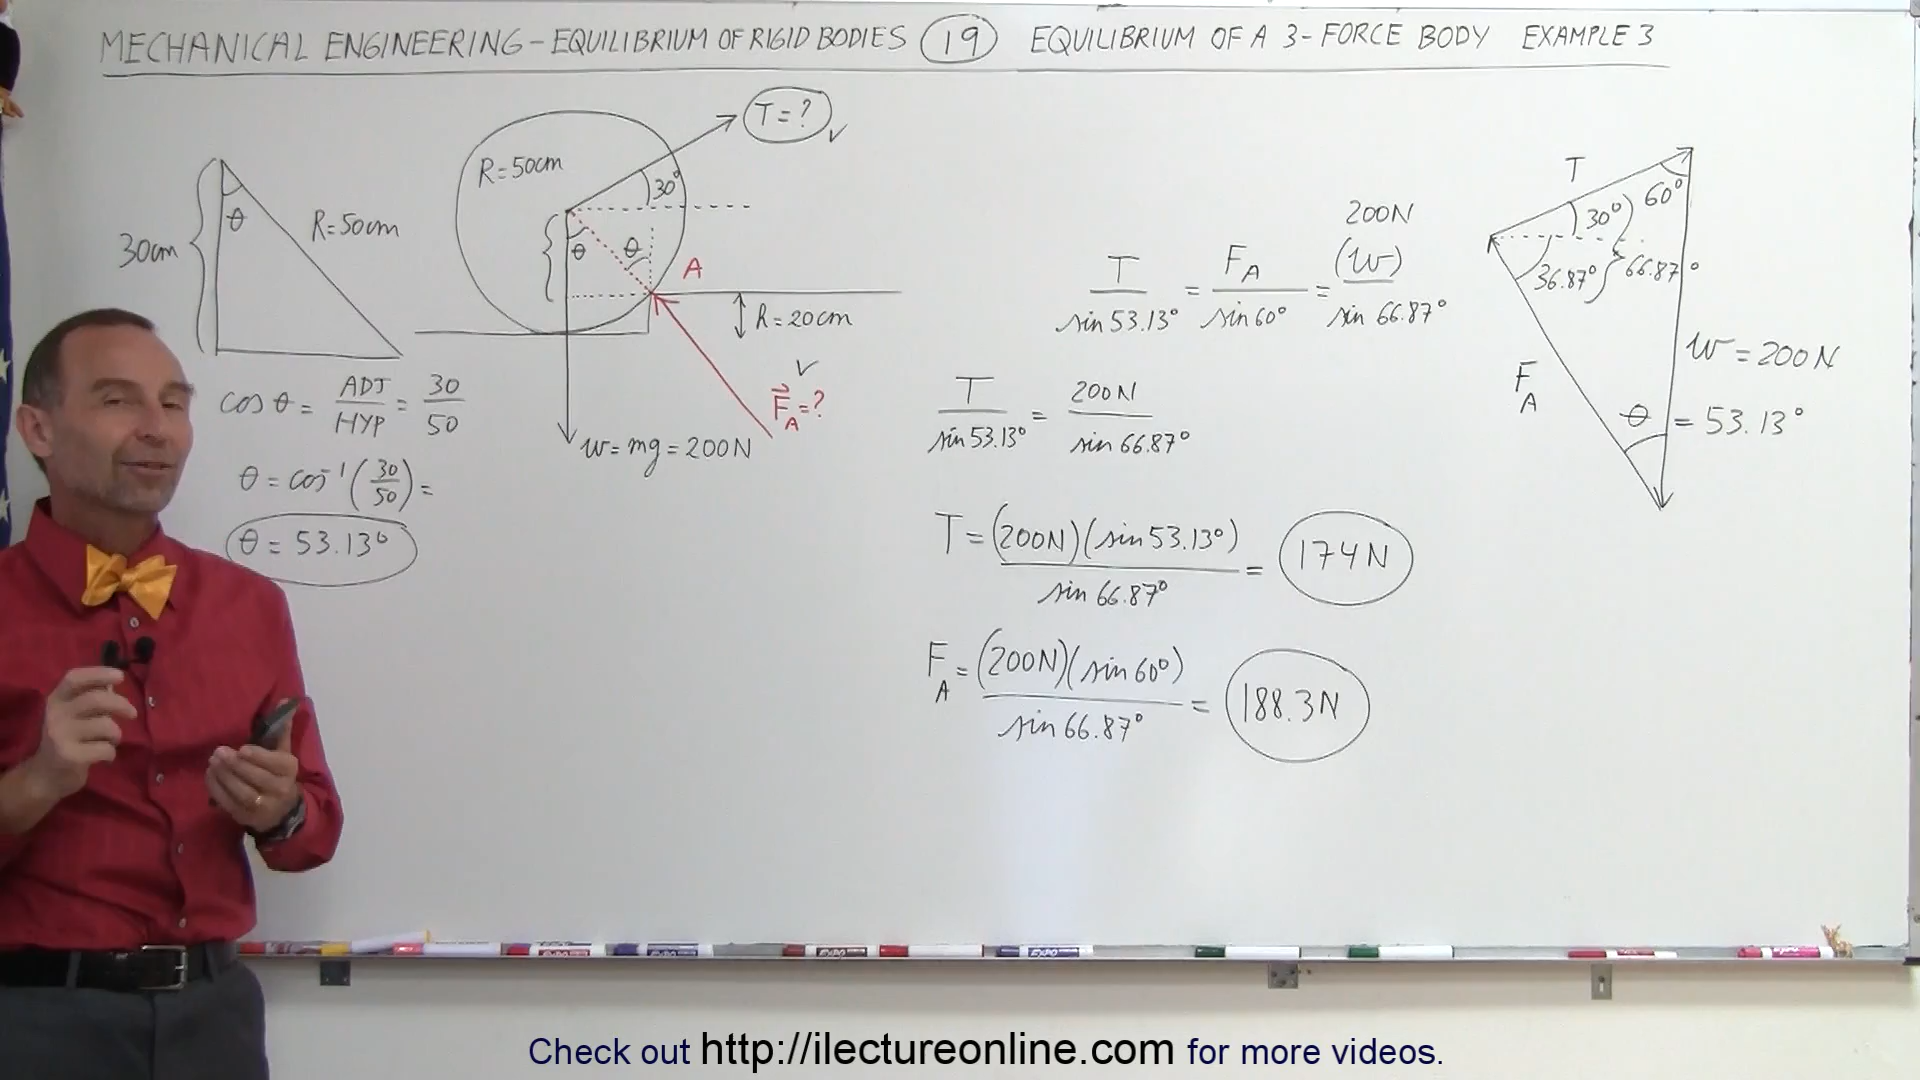 MECHANICAL ENGINEERING – EQUILIBRIUM OF RIGID BODIES (19) EQUILIBRIUM OF A 3-FORCE BODY EXAMPLE 3
30cm
θ
R=50cm
cos θ = ADJ/HYP = 30/50
θ = cos⁻¹(30/50) =
θ = 53.13°
R=50cm
T=?
✓
30°
θ
θ
A
R=20cm
✓
F⃗_A=?
w=mg=200N
200N
T/sin 53.13° = F_A/sin 60° = (W)/sin 66.87°
T/sin 53.13° = 200N/sin 66.87°
T = (200N)(sin 53.13°)/sin 66.87° = 174N
F_A = (200N)(sin 60°)/sin 66.87° = 188.3N
T
60°
30°
36.87°
66.87°
W=200N
F_A
θ = 53.13°
EXPO
EXPO
EXPO
Check out http://ilectureonline.com for more videos.